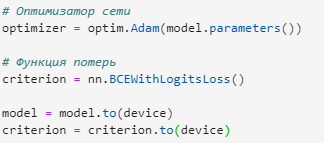 # Оптимизатор сети
optimizer = optim.Adam(model.parameters())
# Функция потерь
criterion = nn.BCEWithLogitsLoss()
model = model.to(device)
criterion = criterion.to(device)